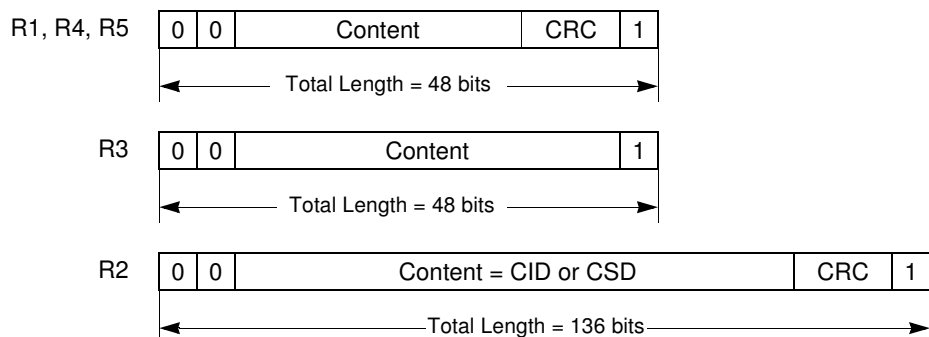 R1, R4, R5 0 0 Content CRC 1
Total Length = 48 bits
R3 0 0 Content 1
Total Length = 48 bits
R2 0 0 Content = CID or CSD CRC 1
Total Length = 136 bits